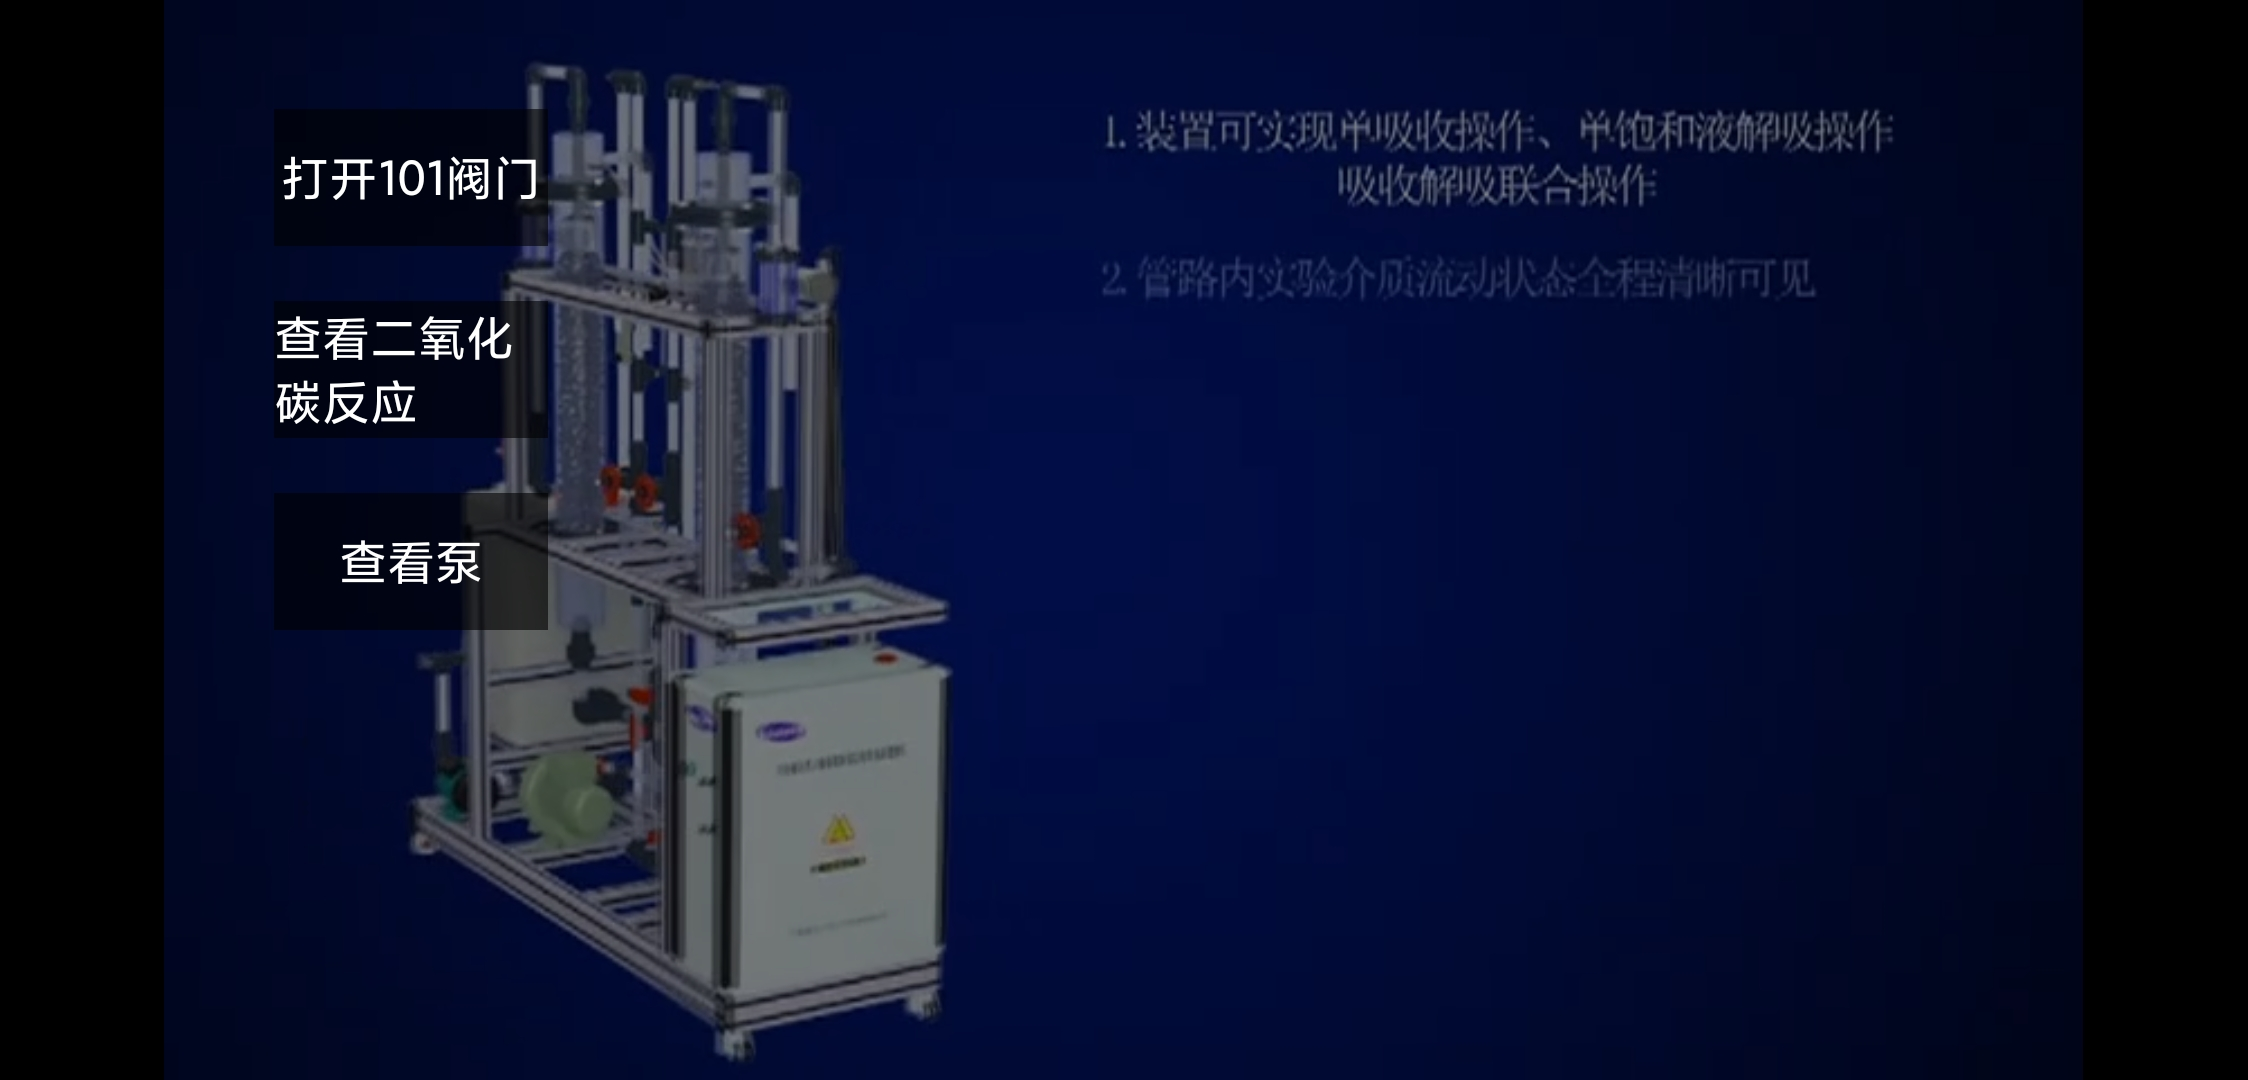 打开101阀门
查看二氧化
碳反应
查看泵
1. 装置可实现单吸收操作、单饱和液解吸操作
吸收解吸联合操作
2. 管路内实验介质流动状态全程清晰可见